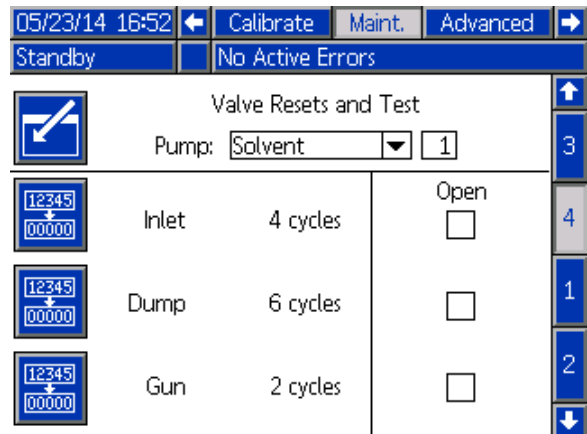 05/23/14 16:52 Calibrate Maint. Advanced
Standby No Active Errors
Valve Resets and Test
Pump: Solvent 1
3
Open
12345
00000
Inlet 4 cycles
4
12345
00000
Dump 6 cycles
1
12345
00000
Gun 2 cycles
2